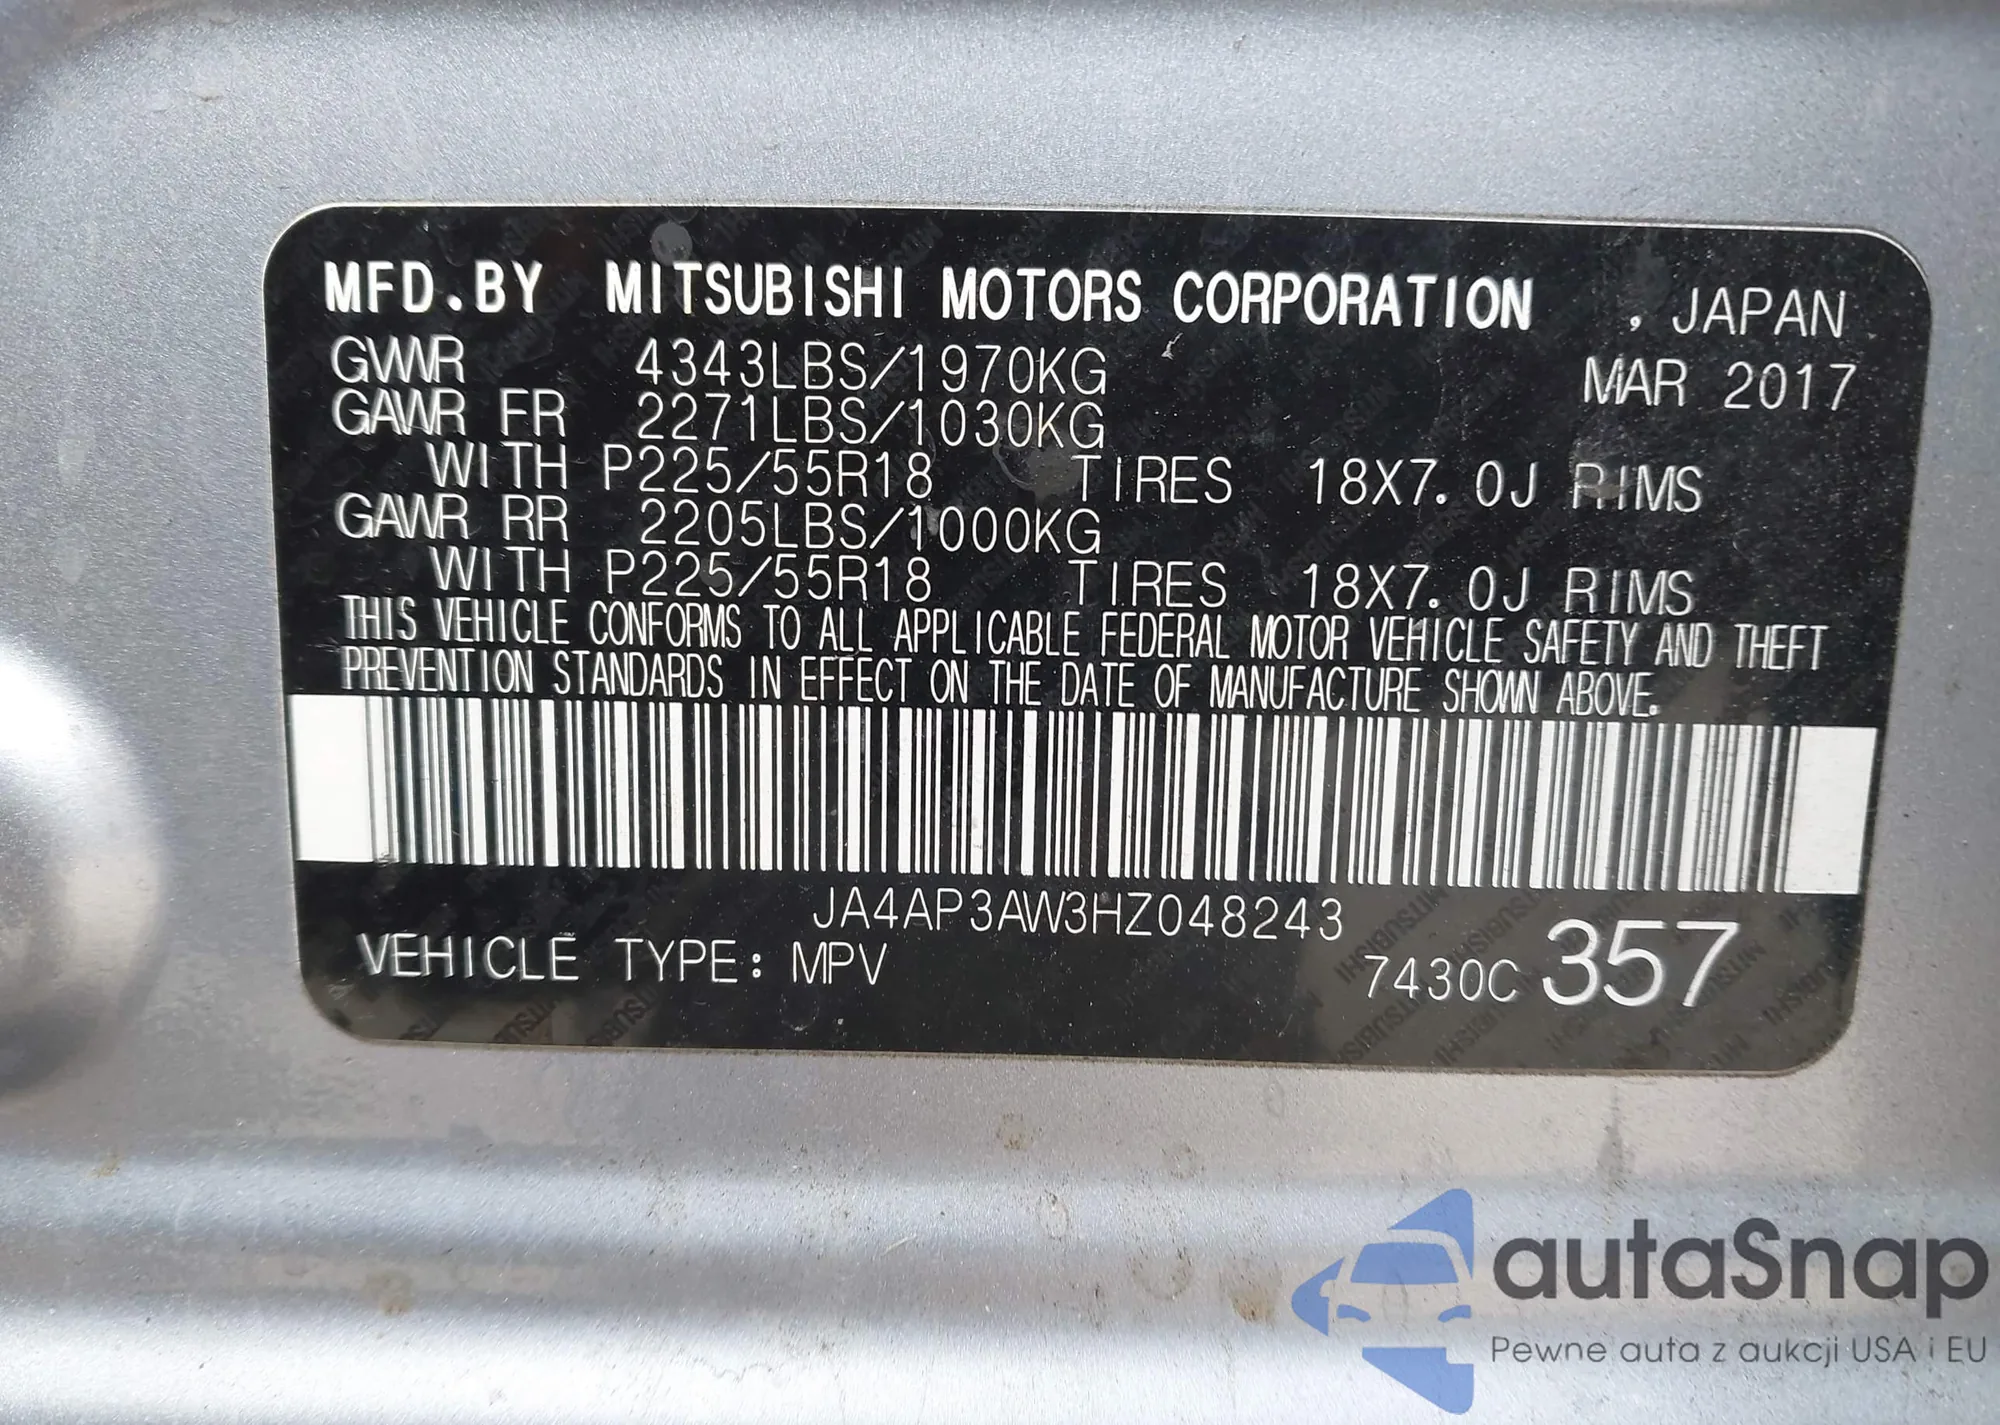 MFD.BY MITSUBISHI MOTORS CORPORATION , JAPAN
GVWR 4343LBS/1970KG MAR 2017
GAWR FR 2271LBS/1030KG
WITH P225/55R18 TIRES 18X7.0J RIMS
GAWR RR 2205LBS/1000KG
WITH P225/55R18 TIRES 18X7.0J RIMS
THIS VEHICLE CONFORMS TO ALL APPLICABLE FEDERAL MOTOR VEHICLE SAFETY AND THEFT
PREVENTION STANDARDS IN EFFECT ON THE DATE OF MANUFACTURE SHOWN ABOVE.
JA4AP3AW3HZ048243
VEHICLE TYPE: MPV 7430C 357
autaSnap
Pewne auta z aukcji USA i EU